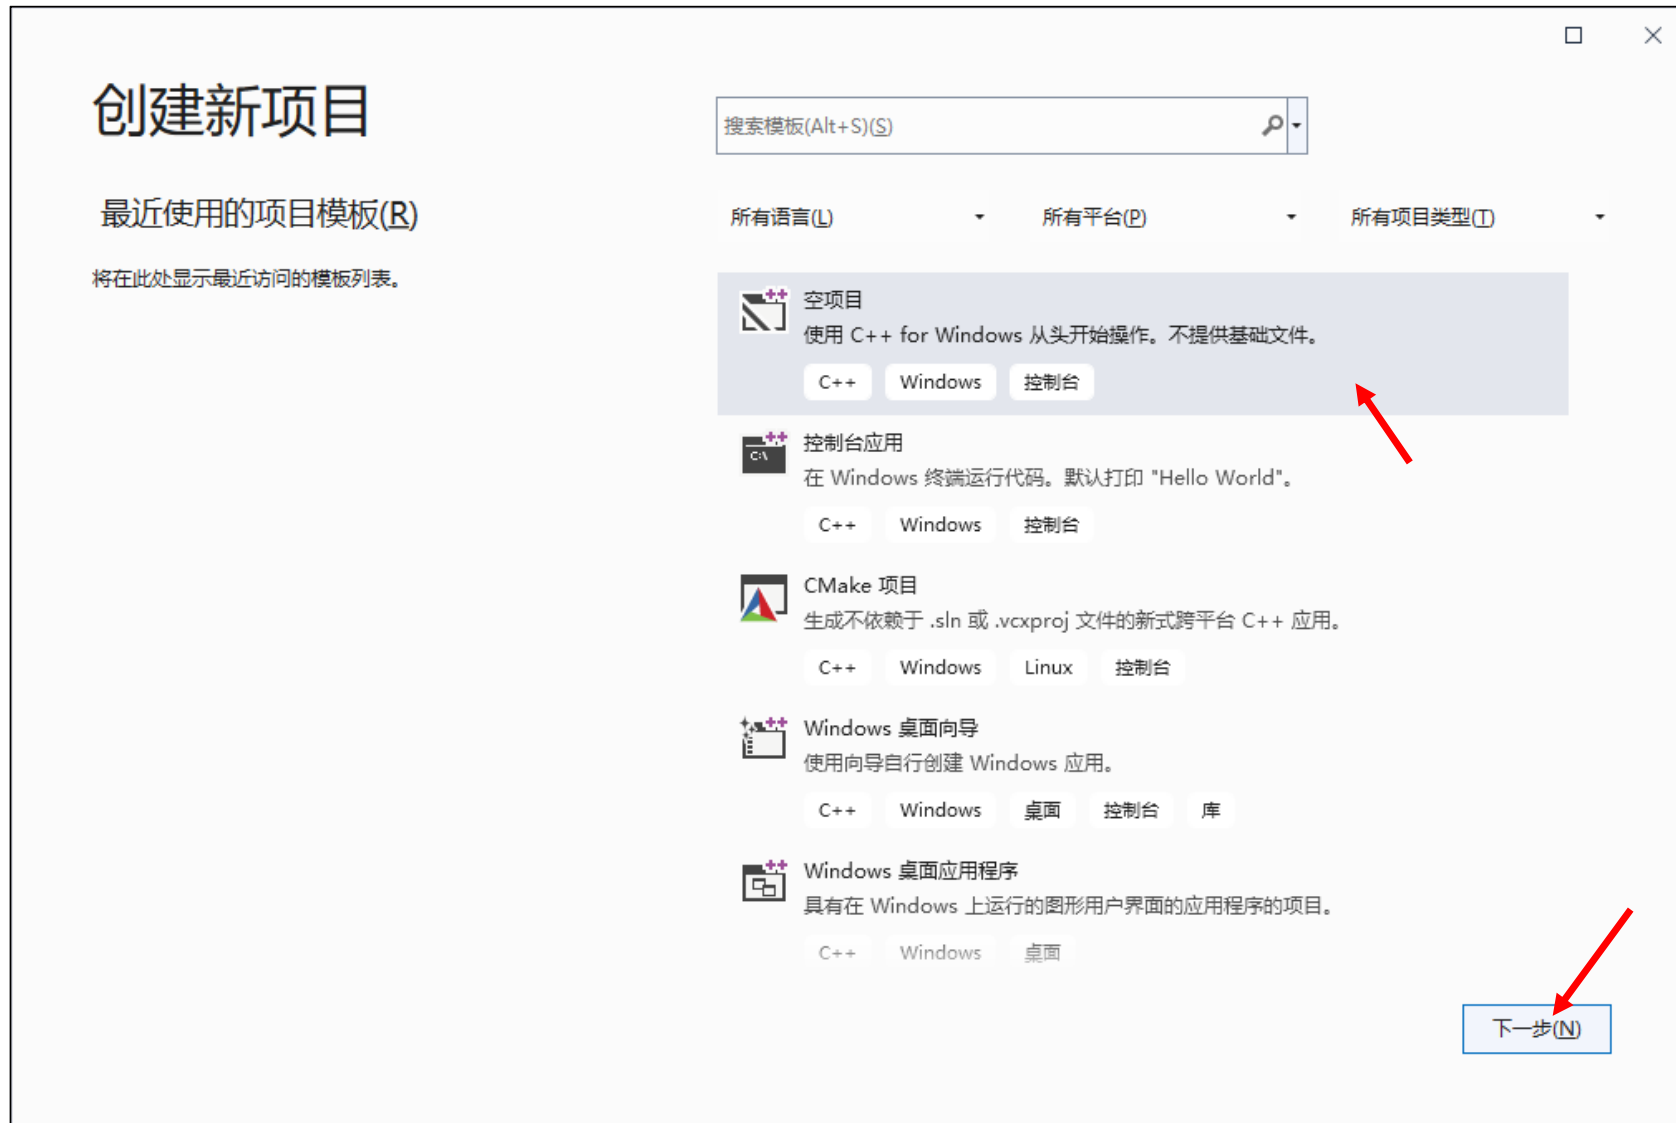 创建新项目
搜索模板(Alt+S)(S)
最近使用的项目模板(R)
所有语言(L) 所有平台(P) 所有项目类型(T)
将在此处显示最近访问的模板列表。
空项目
使用 C++ for Windows 从头开始操作。不提供基础文件。
C++ Windows 控制台
控制台应用
在 Windows 终端运行代码。默认打印 "Hello World"。
C++ Windows 控制台
CMake 项目
生成不依赖于 .sln 或 .vcxproj 文件的新式跨平台 C++ 应用。
C++ Windows Linux 控制台
Windows 桌面向导
使用向导自行创建 Windows 应用。
C++ Windows 桌面 控制台 库
Windows 桌面应用程序
具有在 Windows 上运行的图形用户界面的应用程序的项目。
C++ Windows 桌面
下一步(N)